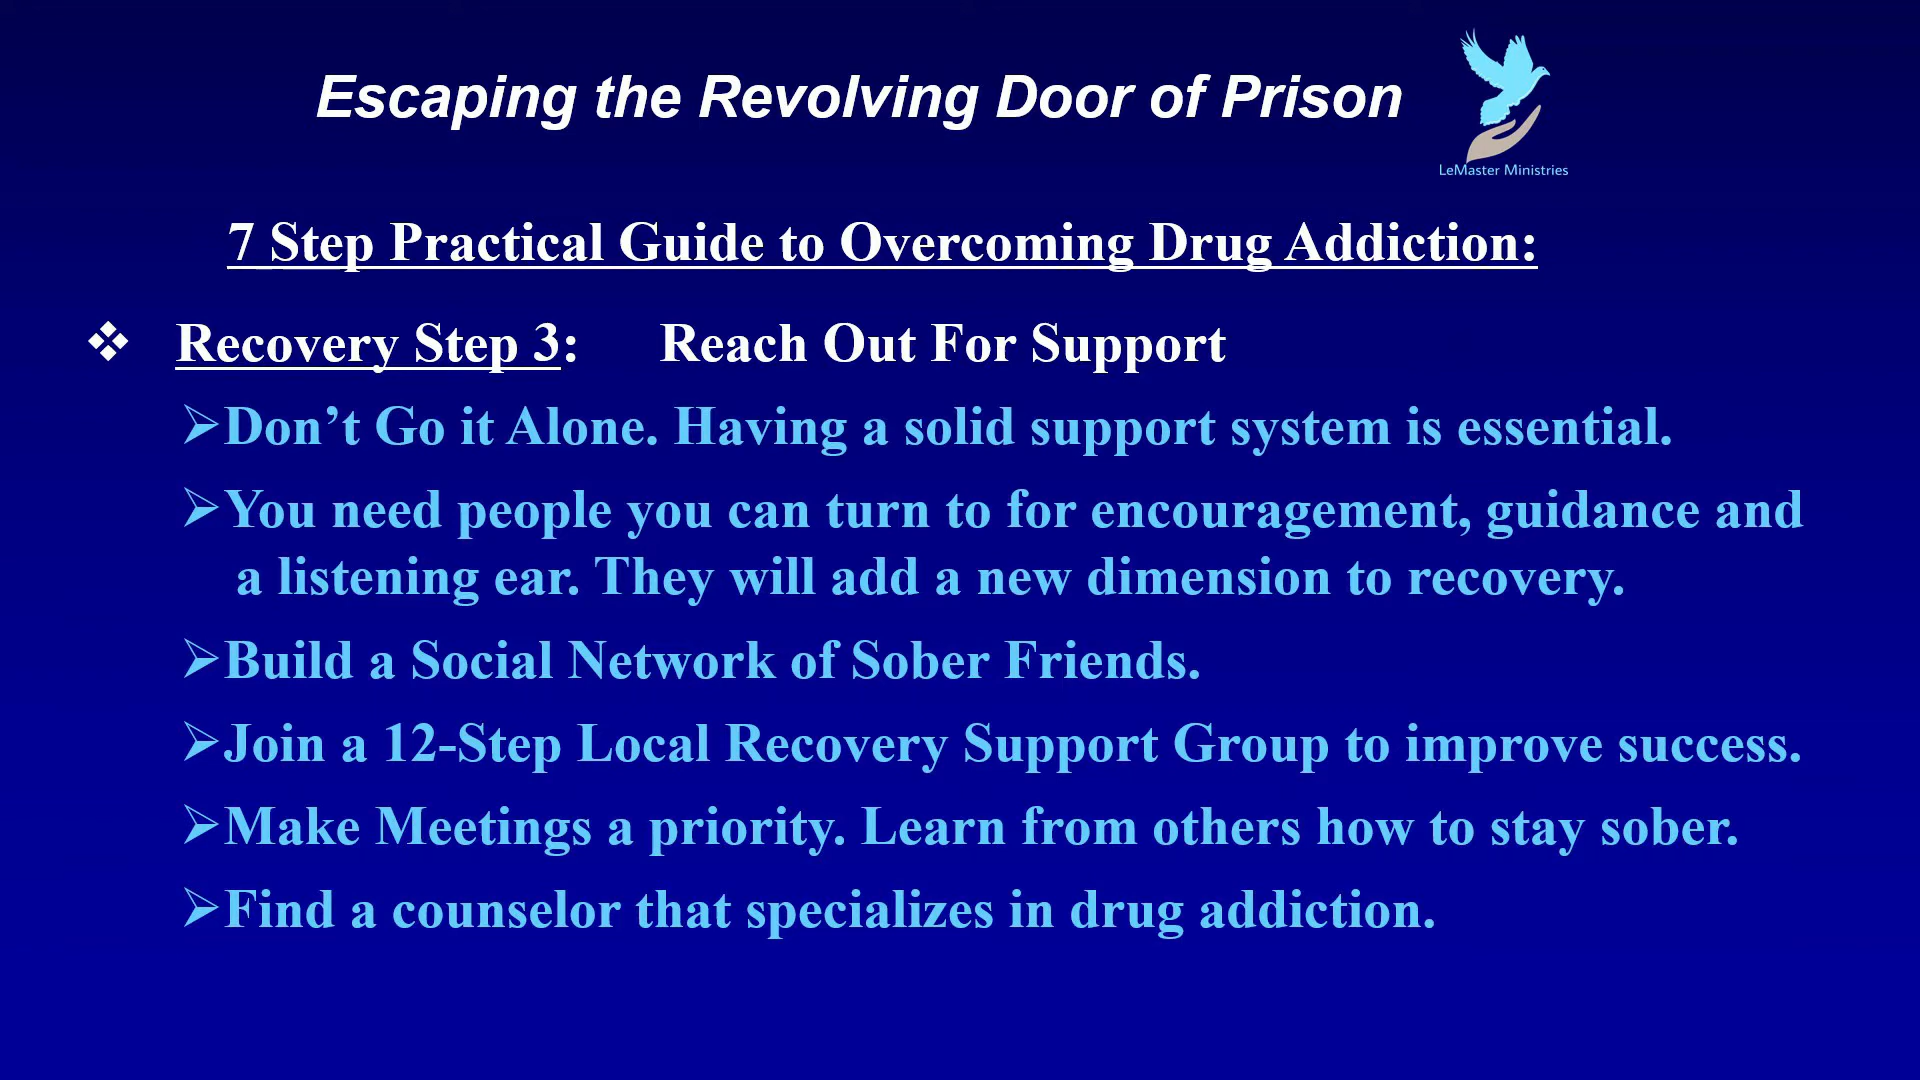 Escaping the Revolving Door of Prison
LeMaster Ministries
7 Step Practical Guide to Overcoming Drug Addiction:
❖ Recovery Step 3: Reach Out For Support
➢Don’t Go it Alone. Having a solid support system is essential.
➢You need people you can turn to for encouragement, guidance and
a listening ear. They will add a new dimension to recovery.
➢Build a Social Network of Sober Friends.
➢Join a 12-Step Local Recovery Support Group to improve success.
➢Make Meetings a priority. Learn from others how to stay sober.
➢Find a counselor that specializes in drug addiction.